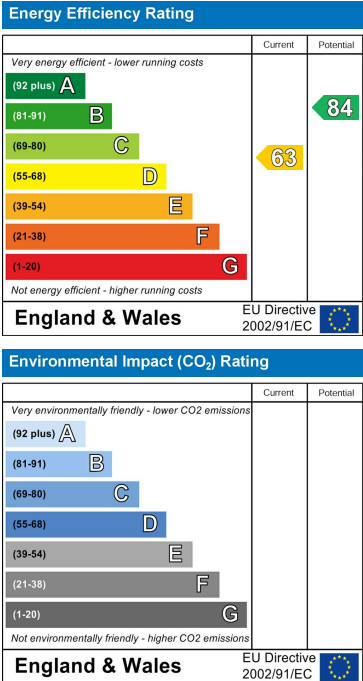 Energy Efficiency Rating
Current Potential
Very energy efficient - lower running costs
(92 plus) A
(81-91) B
84
(69-80) C
63
(55-68) D
(39-54) E
(21-38) F
(1-20) G
Not energy efficient - higher running costs
England & Wales
EU Directive
2002/91/EC
Environmental Impact (CO₂) Rating
Current Potential
Very environmentally friendly - lower CO2 emissions
(92 plus) A
(81-91) B
(69-80) C
(55-68) D
(39-54) E
(21-38) F
(1-20) G
Not environmentally friendly - higher CO2 emissions
England & Wales
EU Directive
2002/91/EC